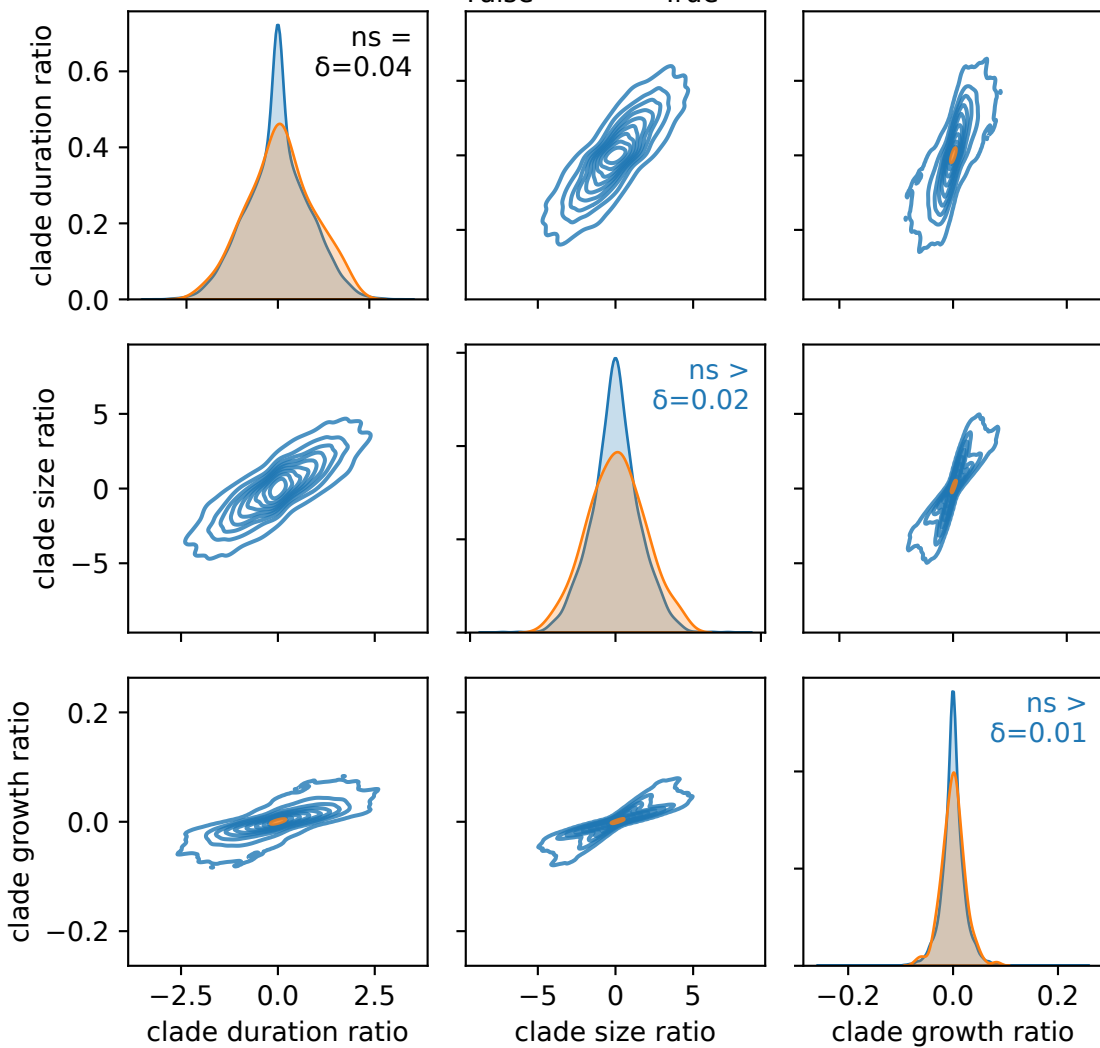 clade duration ratio
0.6
0.4
0.2
0.0
ns =
δ=0.04
clade size ratio
5
0
−5
ns >
δ=0.02
clade growth ratio
0.2
0.0
−0.2
ns >
δ=0.01
−2.5 0.0 2.5
−5 0 5
−0.2 0.0 0.2
clade duration ratio
clade size ratio
clade growth ratio